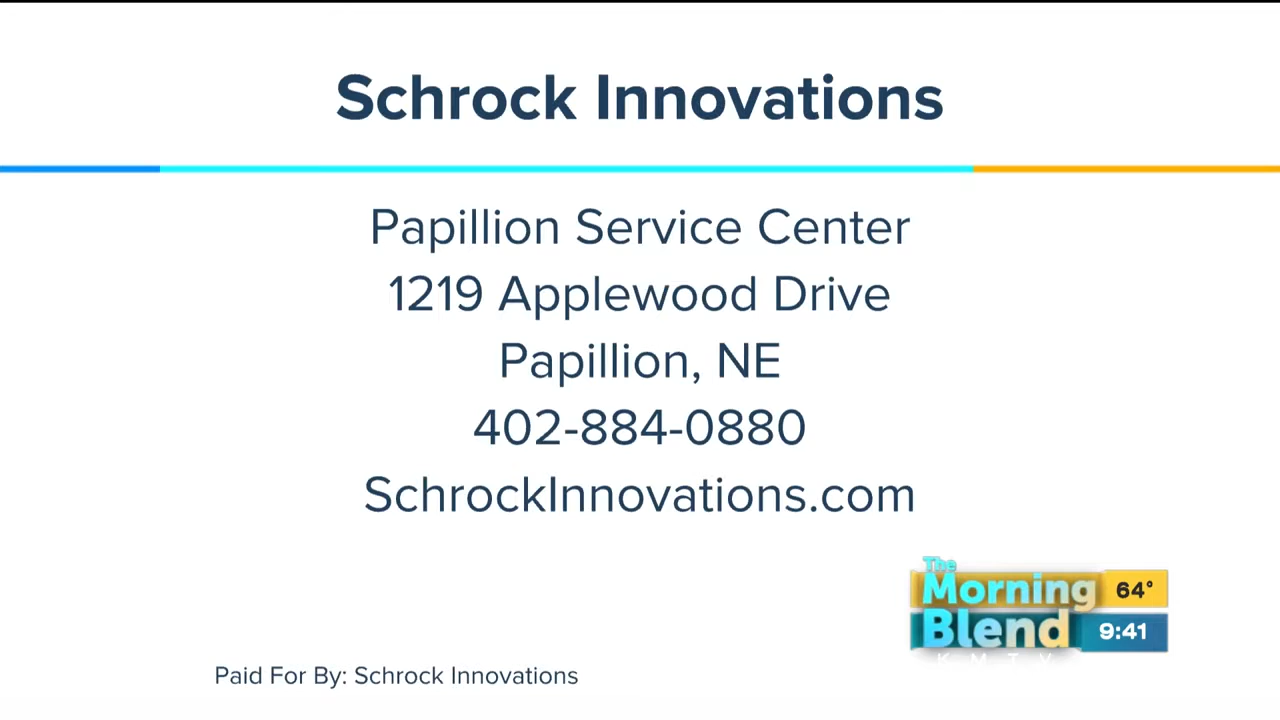 Schrock Innovations
Papillion Service Center
1219 Applewood Drive
Papillion, NE
402-884-0880
SchrockInnovations.com
The
Morning
64°
Blend
9:41
K M T V
Paid For By: Schrock Innovations